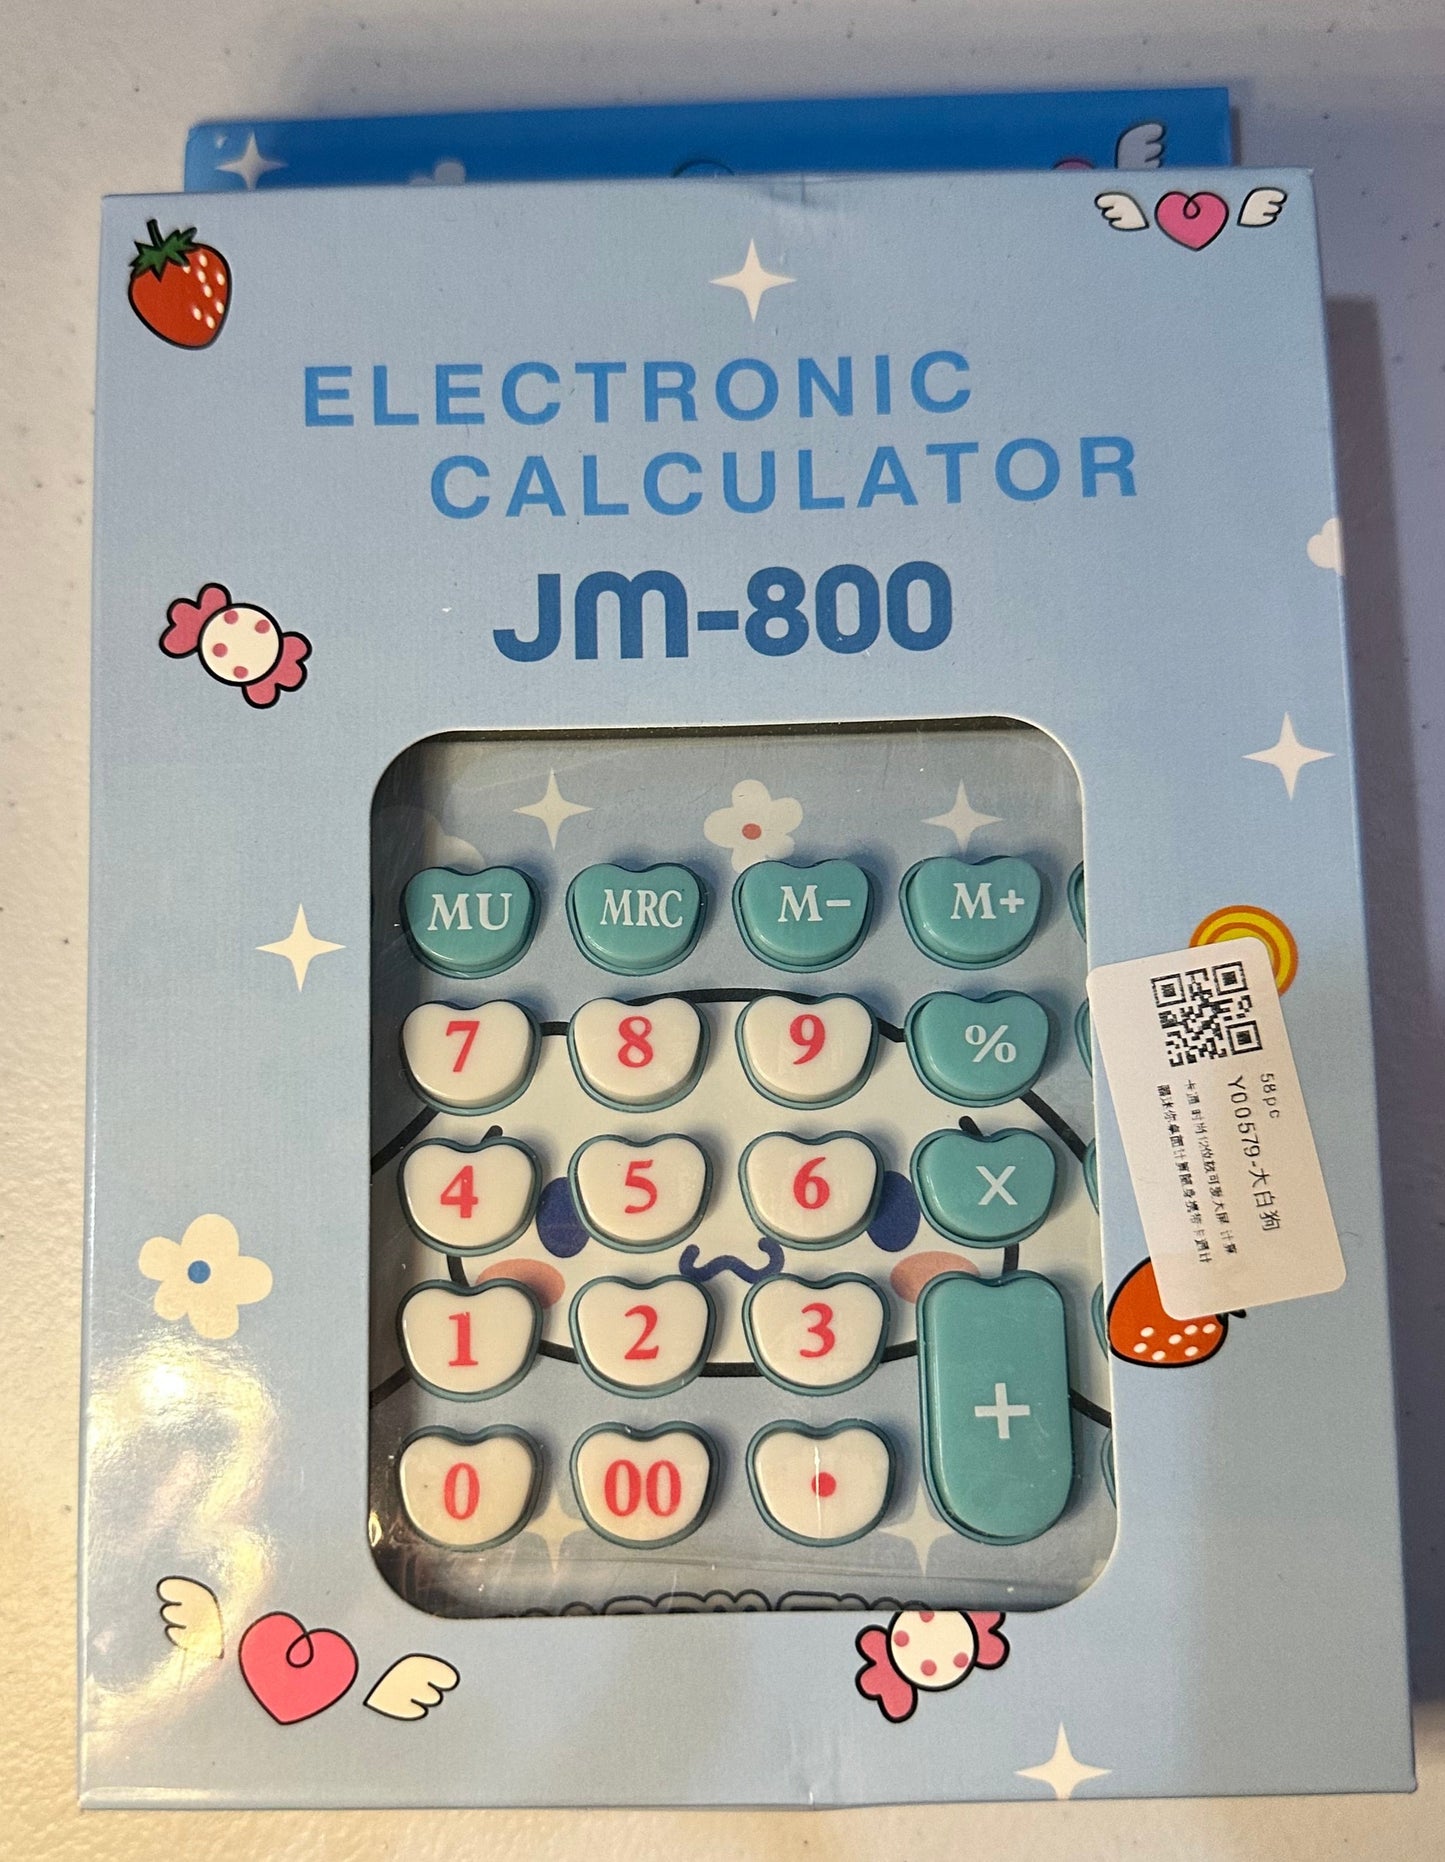 ELECTRONIC
CALCULATOR
JM-800
MU MRC M- M+
7 8 9 %
4 5 6 X
1 2 3
+
0 00 •
58pc
Y00579-大白狗